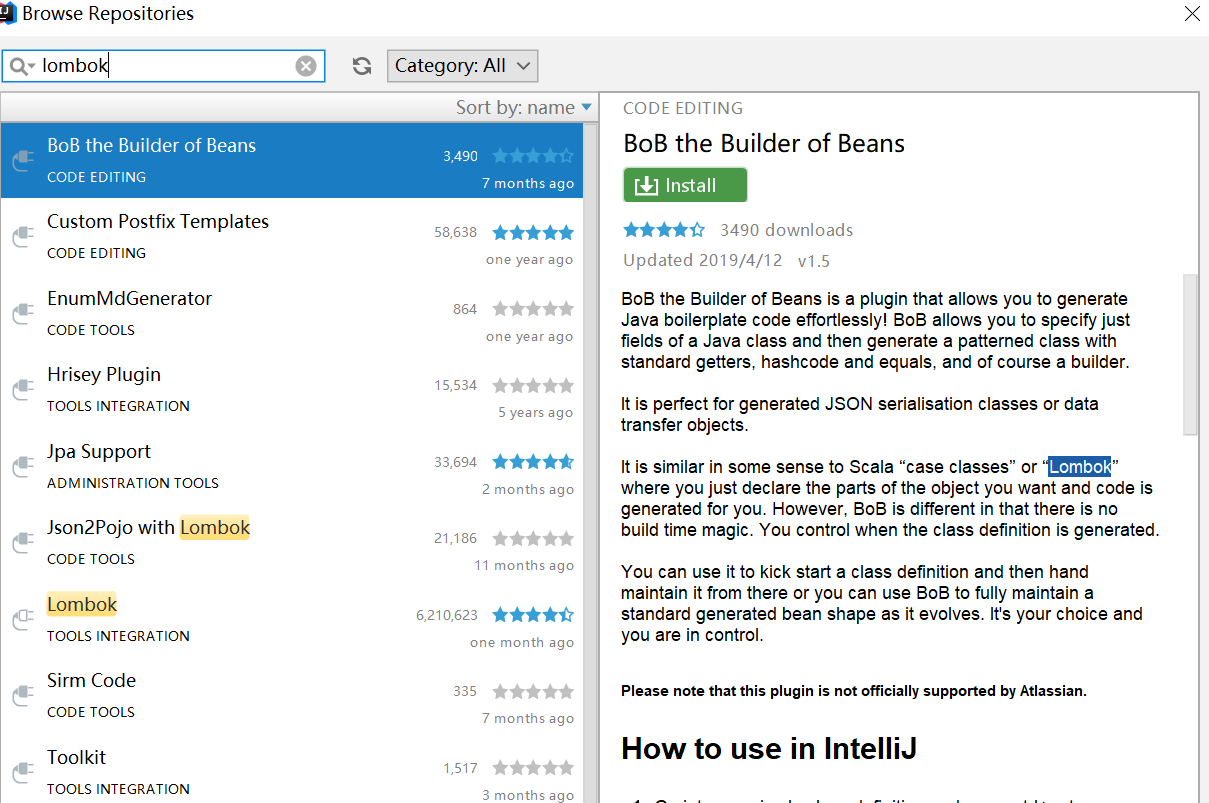 Browse Repositories
lombok
Category: All
Sort by: name
BoB the Builder of Beans
CODE EDITING
3,490
7 months ago
Custom Postfix Templates
CODE EDITING
58,638
one year ago
EnumMdGenerator
CODE TOOLS
864
one year ago
Hrisey Plugin
TOOLS INTEGRATION
15,534
5 years ago
Jpa Support
ADMINISTRATION TOOLS
33,694
2 months ago
Json2Pojo with Lombok
CODE TOOLS
21,186
11 months ago
Lombok
TOOLS INTEGRATION
6,210,623
one month ago
Sirm Code
CODE TOOLS
335
7 months ago
Toolkit
TOOLS INTEGRATION
1,517
3 months ago
CODE EDITING
BoB the Builder of Beans
Install
3490 downloads
Updated 2019/4/12 v1.5
BoB the Builder of Beans is a plugin that allows you to generate
Java boilerplate code effortlessly! BoB allows you to specify just
fields of a Java class and then generate a patterned class with
standard getters, hashcode and equals, and of course a builder.
It is perfect for generated JSON serialisation classes or data
transfer objects.
It is similar in some sense to Scala “case classes” or “Lombok”
where you just declare the parts of the object you want and code is
generated for you. However, BoB is different in that there is no
build time magic. You control when the class definition is generated.
You can use it to kick start a class definition and then hand
maintain it from there or you can use BoB to fully maintain a
standard generated bean shape as it evolves. It's your choice and
you are in control.
Please note that this plugin is not officially supported by Atlassian.
How to use in IntelliJ